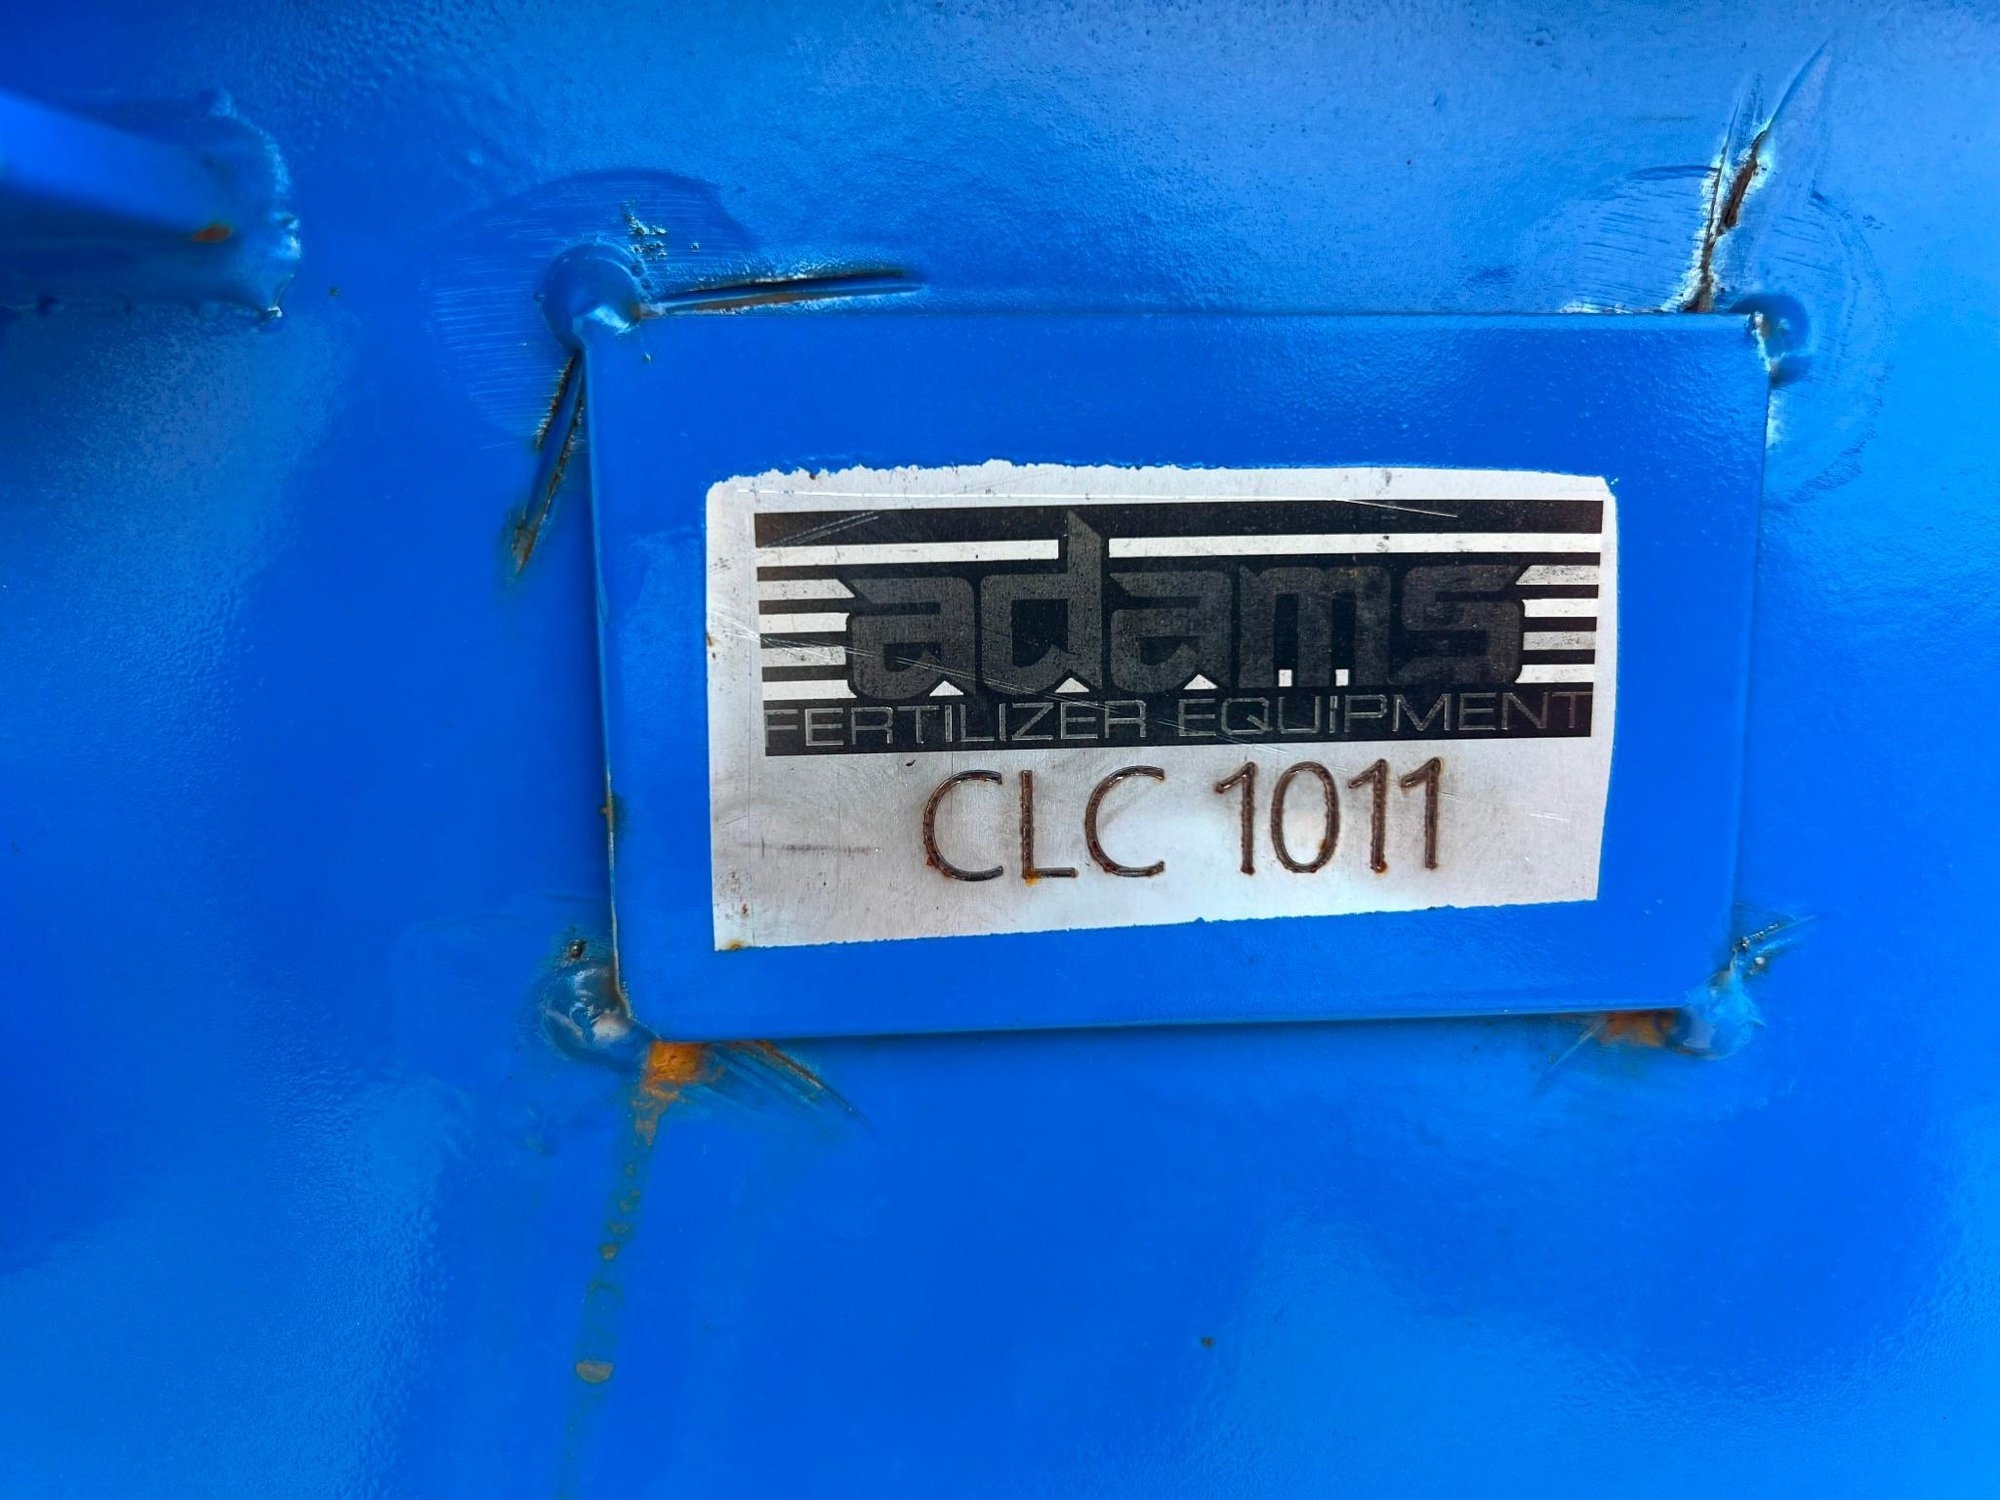 adams
FERTILIZER EQUIPMENT
CLC 1011